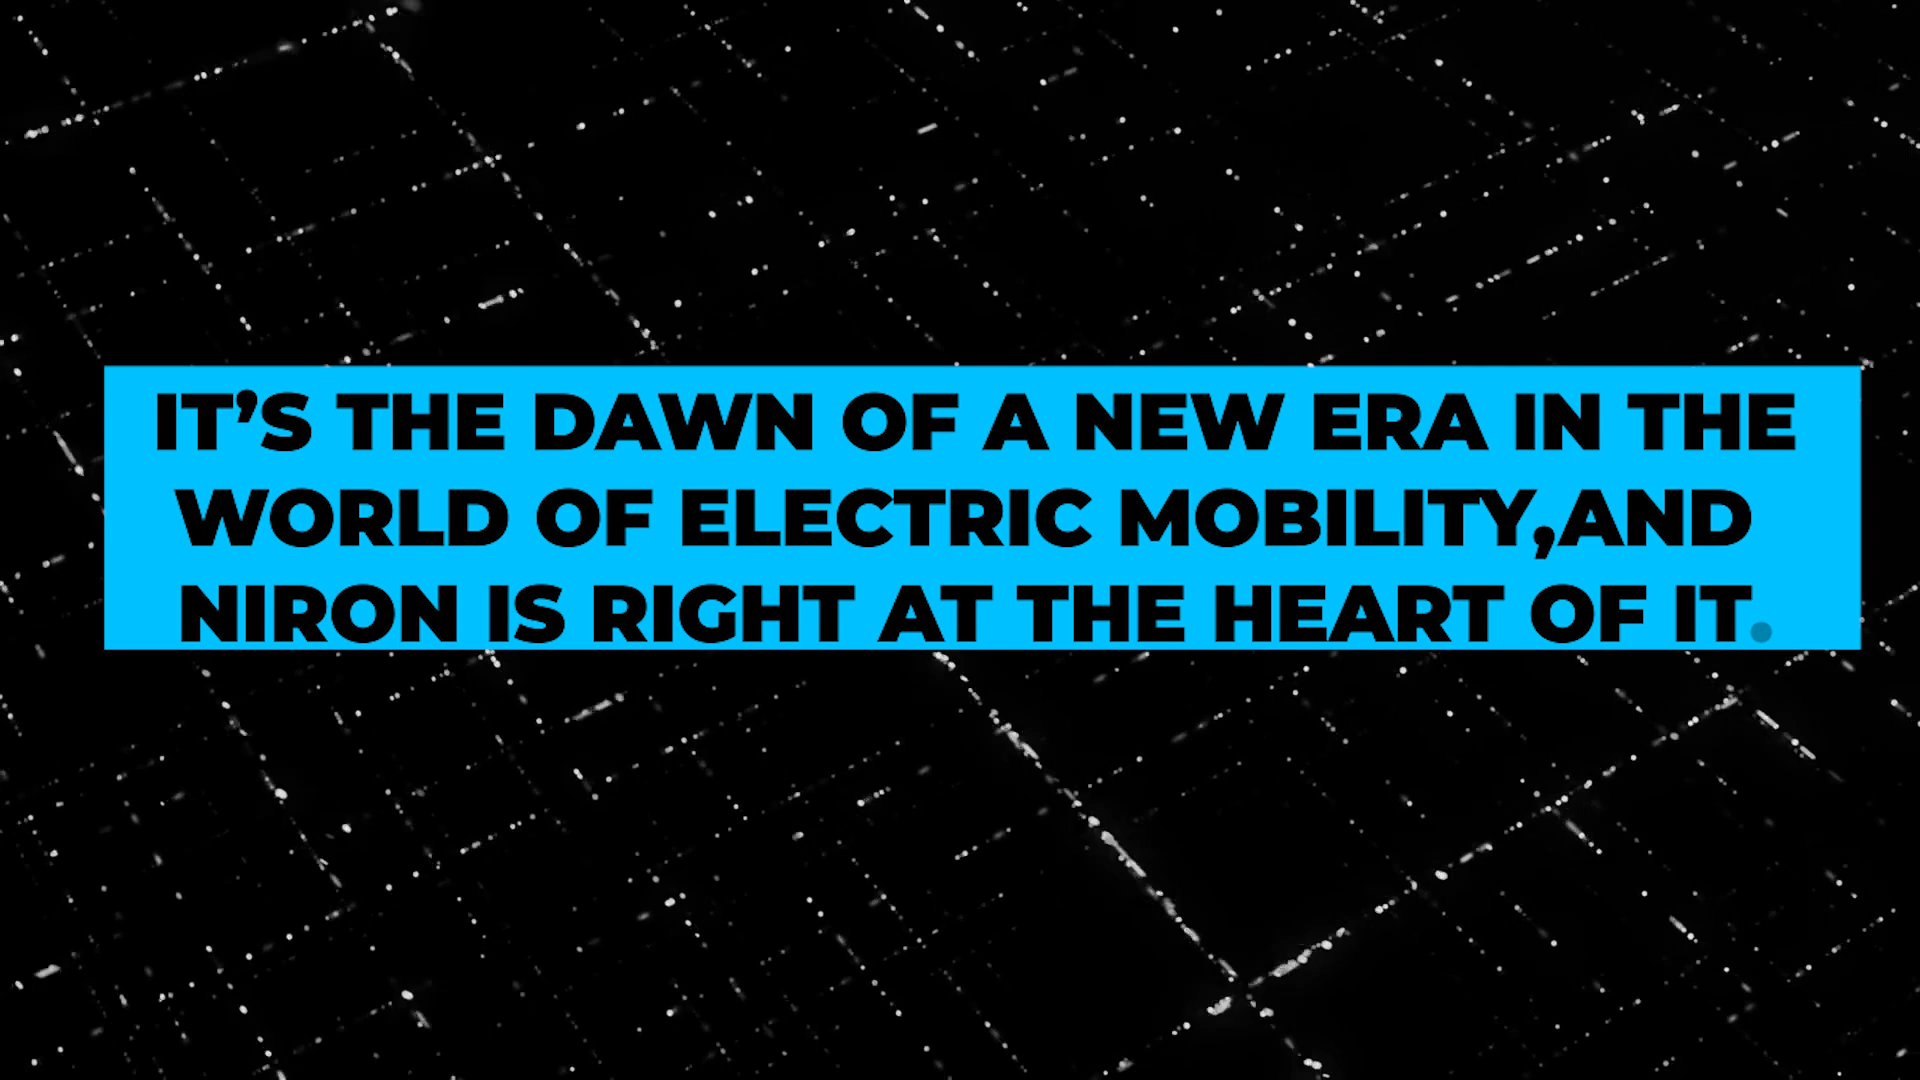 IT’S THE DAWN OF A NEW ERA IN THE
WORLD OF ELECTRIC MOBILITY,AND
NIRON IS RIGHT AT THE HEART OF IT.